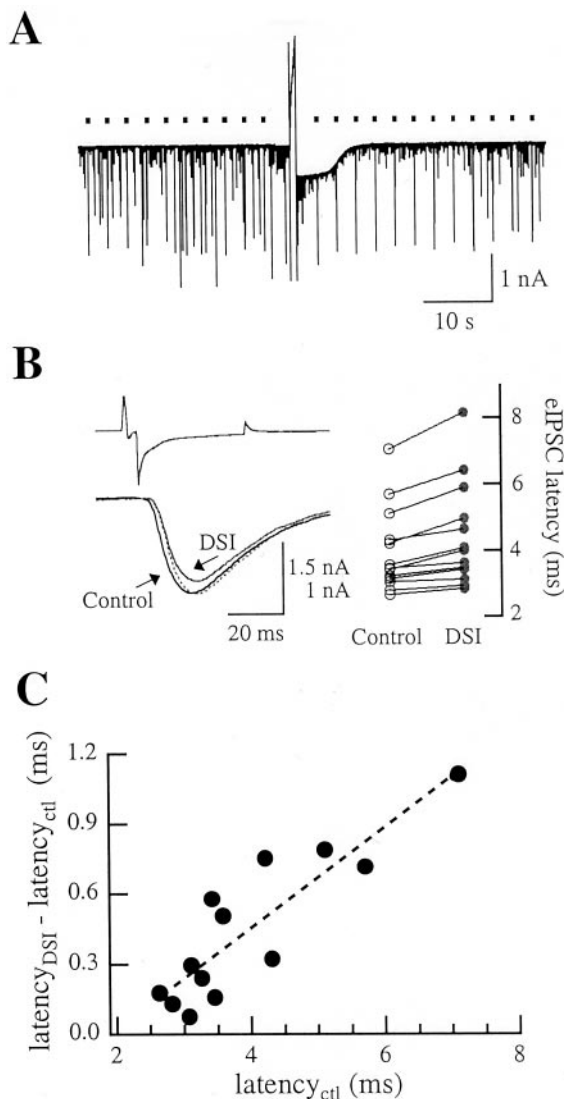 A
1 nA
10 s
B
DSI
Control
1.5 nA
1 nA
20 ms
eIPSC latency
(ms)
8
6
4
2
Control DSI
C
latency_DSI - latency_ctl (ms)
1.2
0.9
0.6
0.3
0.0
2 4 6 8
latency_ctl (ms)